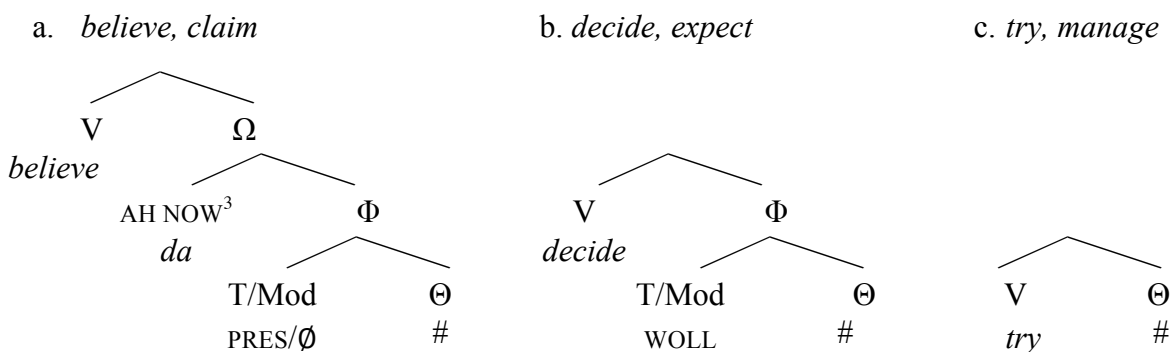 a. believe, claim b. decide, expect c. try, manage
V Ω
believe
AH NOW³ Φ V Φ
da decide
T/Mod Θ T/Mod Θ V Θ
PRES/Ø # WOLL # try #